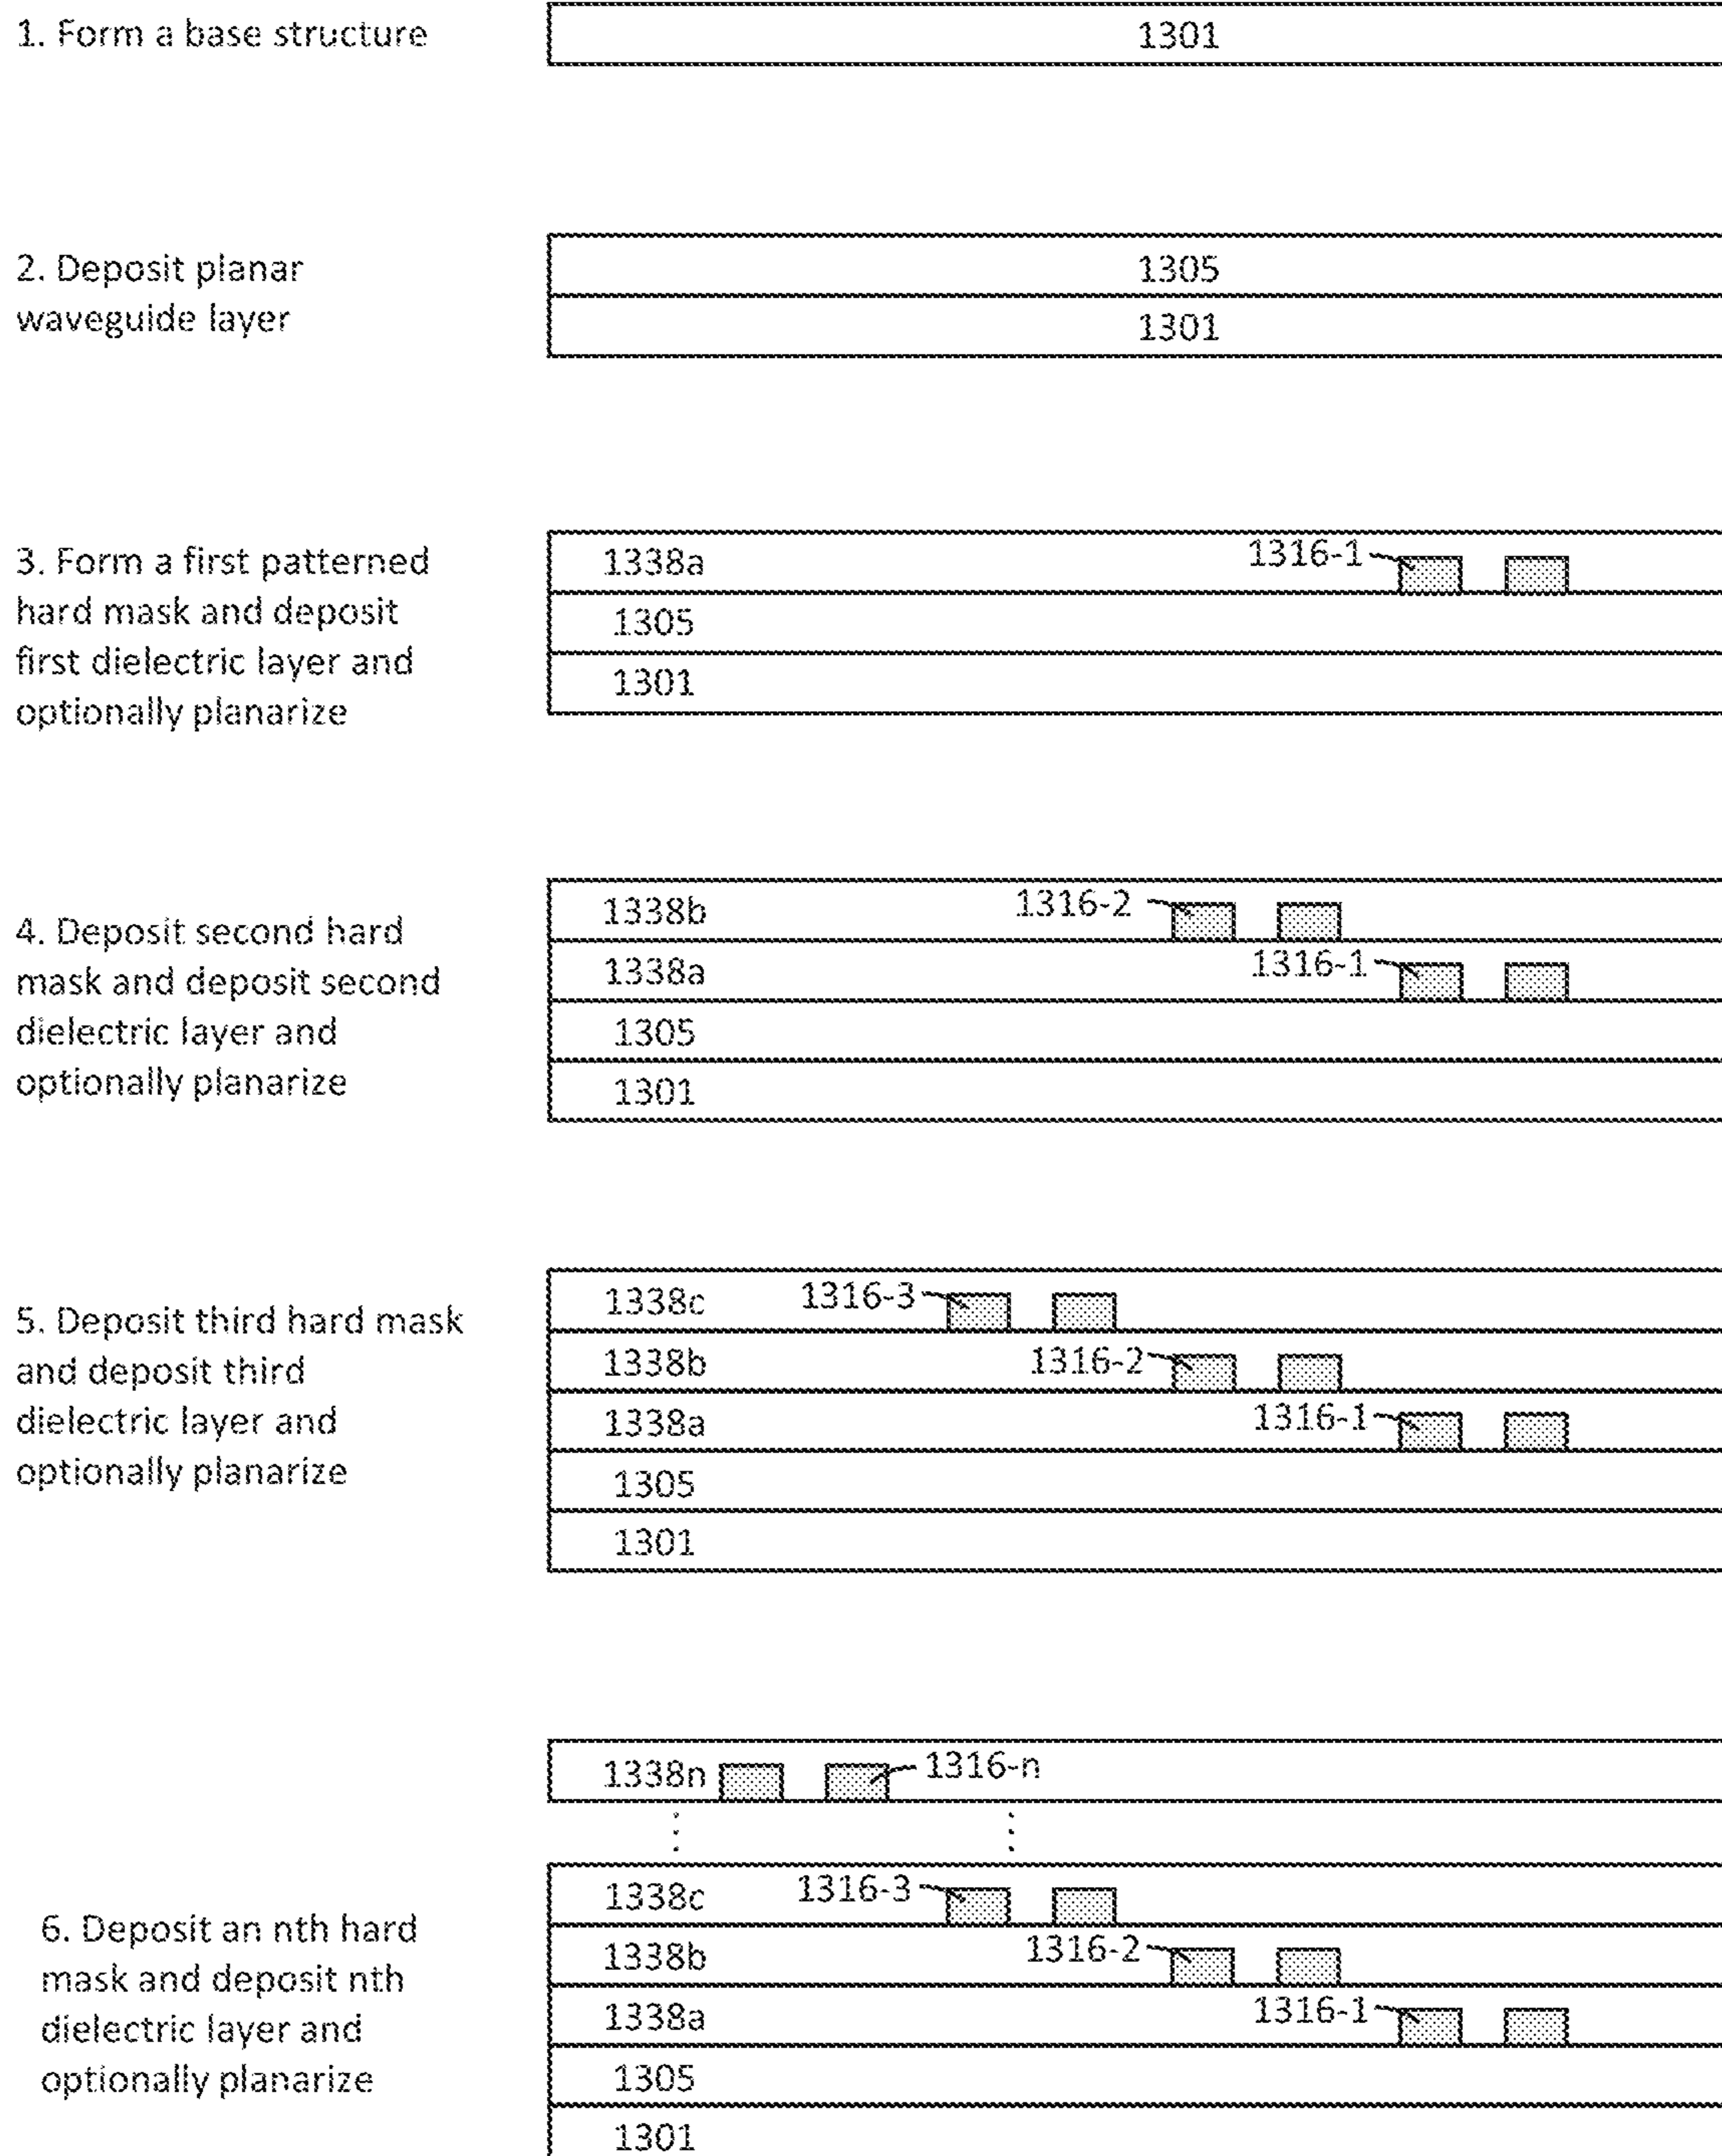 1. Form a base structure
1301
2. Deposit planar
waveguide layer
1305
1301
3. Form a first patterned
hard mask and deposit
first dielectric layer and
optionally planarize
1338a
1316-1
1305
1301
4. Deposit second hard
mask and deposit second
dielectric layer and
optionally planarize
1338b
1316-2
1338a
1316-1
1305
1301
5. Deposit third hard mask
and deposit third
dielectric layer and
optionally planarize
1338c
1316-3
1338b
1316-2
1338a
1316-1
1305
1301
6. Deposit an nth hard
mask and deposit nth
dielectric layer and
optionally planarize
1338n
1316-n
1338c
1316-3
1338b
1316-2
1338a
1316-1
1305
1301